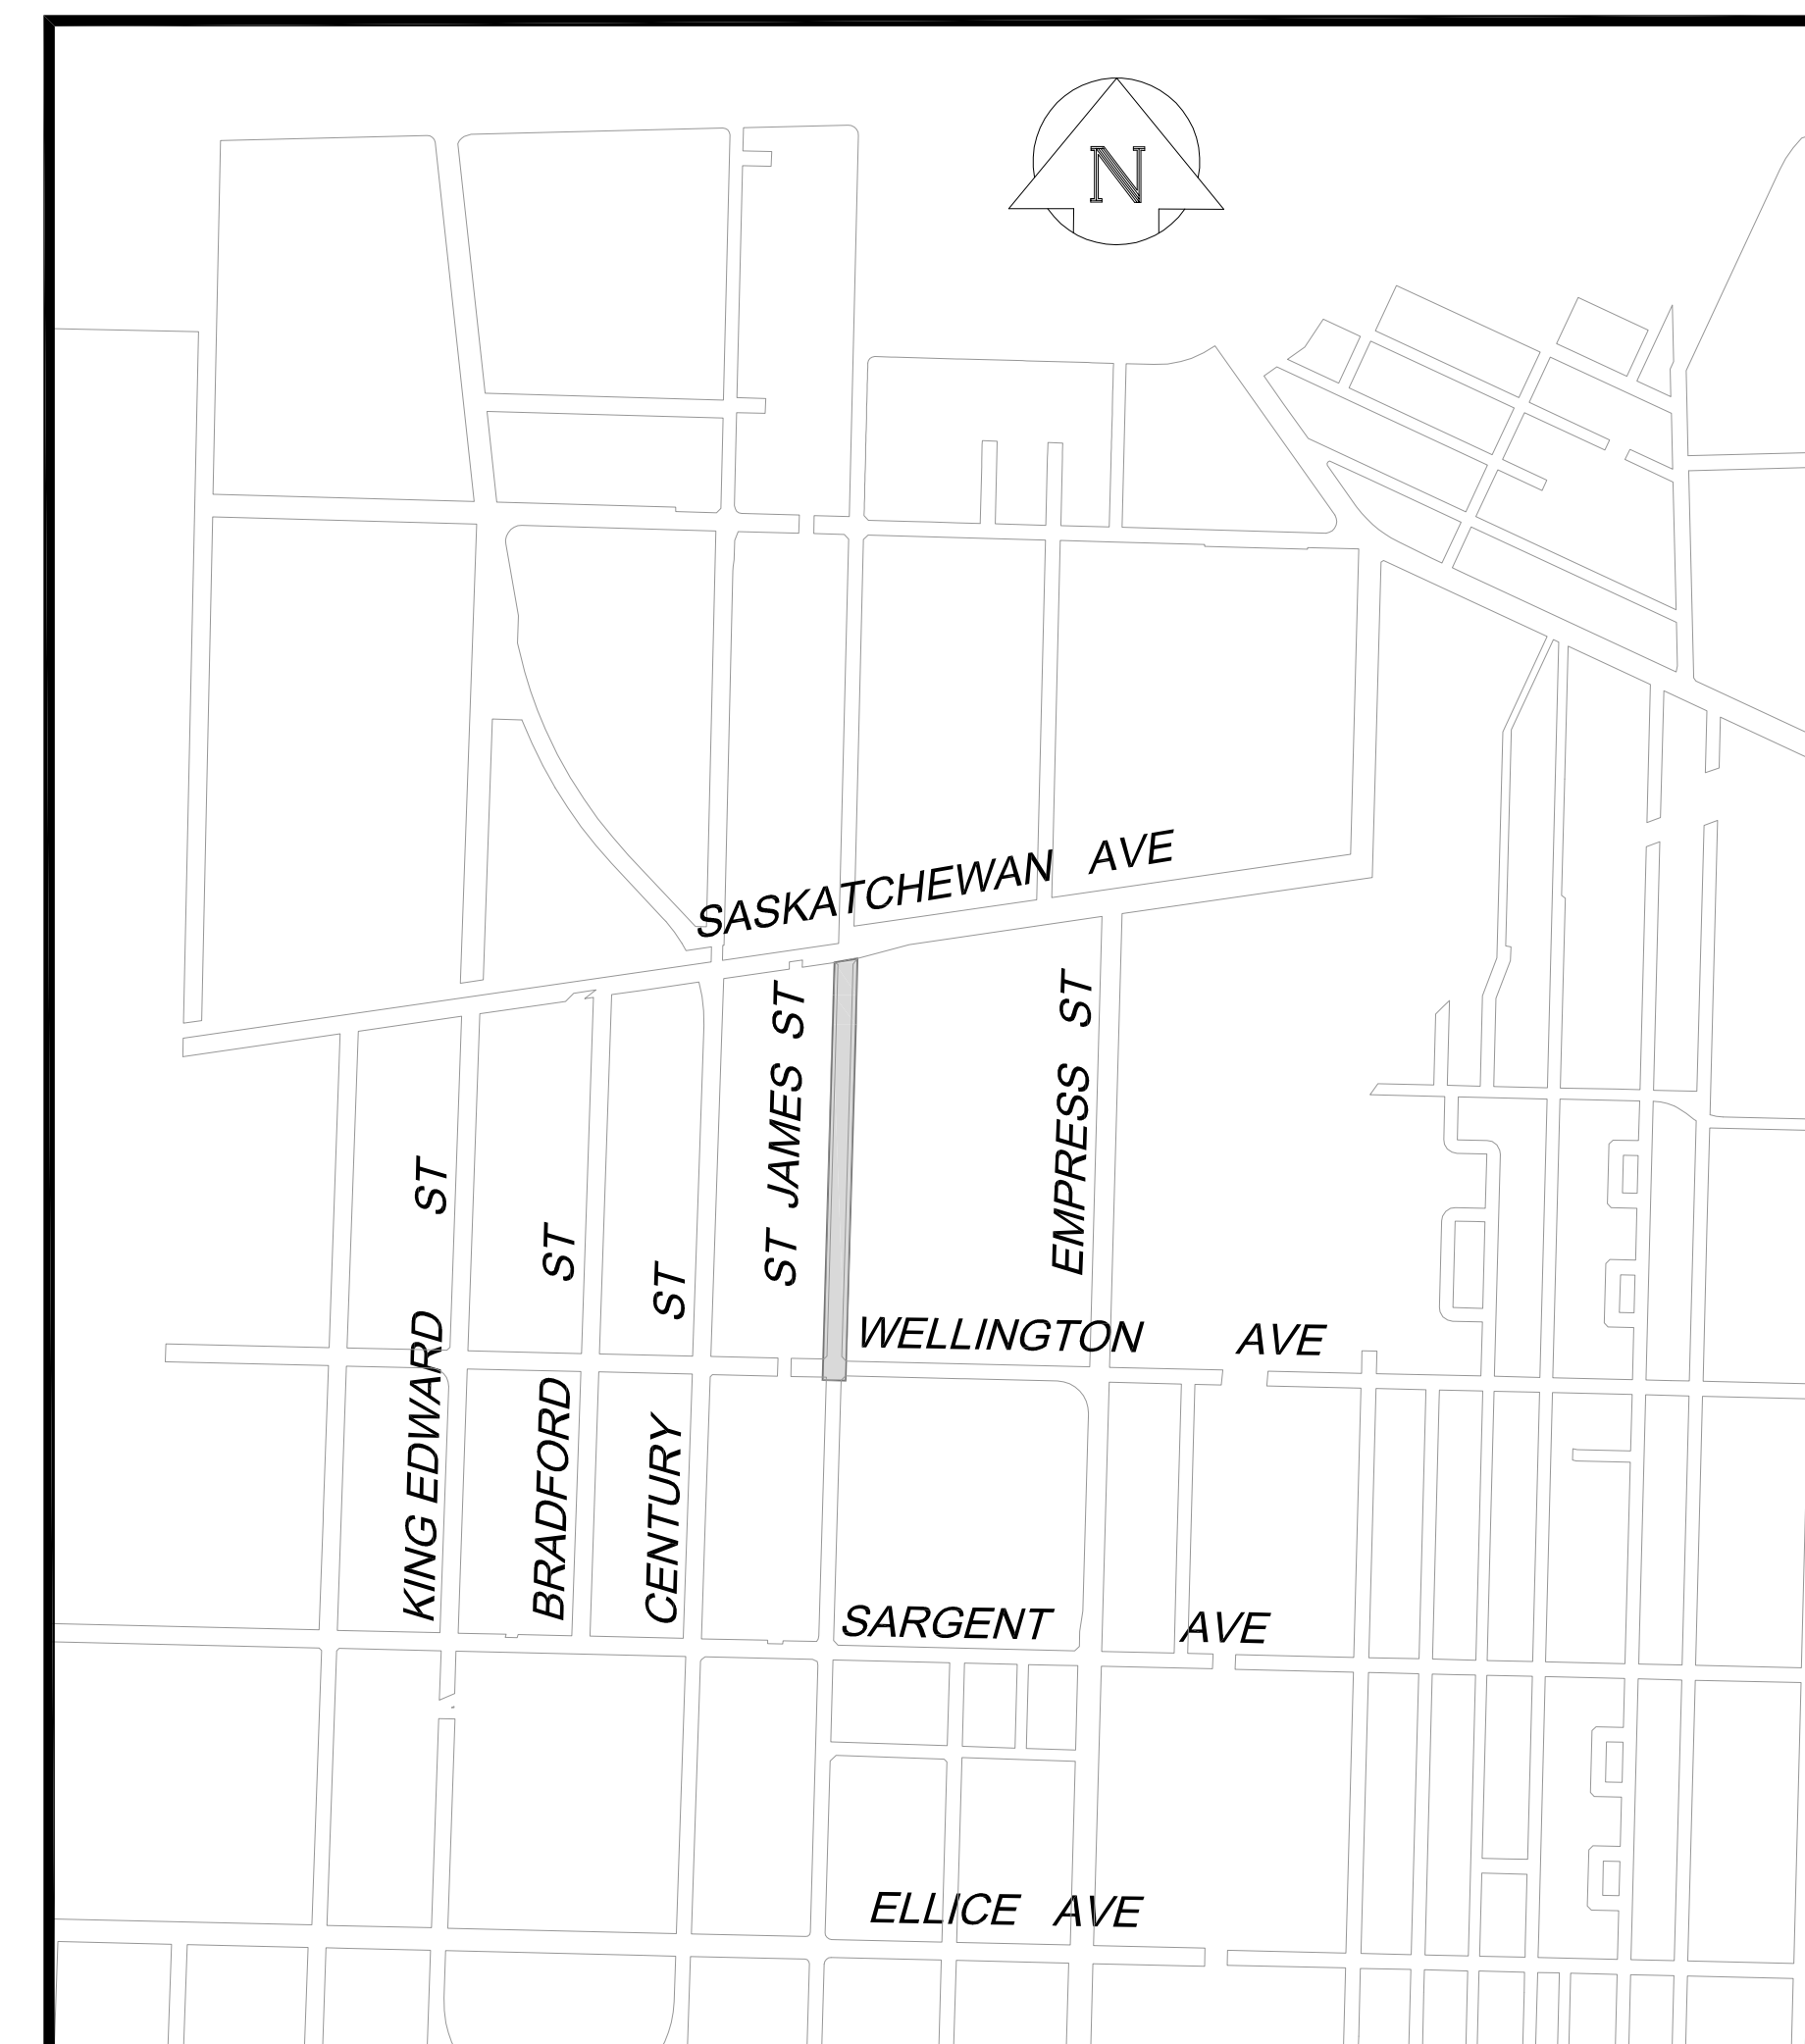 N
SASKATCHEWAN AVE
ST JAMES ST
EMPRESS ST
KING EDWARD ST
BRADFORD ST
CENTURY ST
WELLINGTON AVE
SARGENT AVE
ELLICE AVE